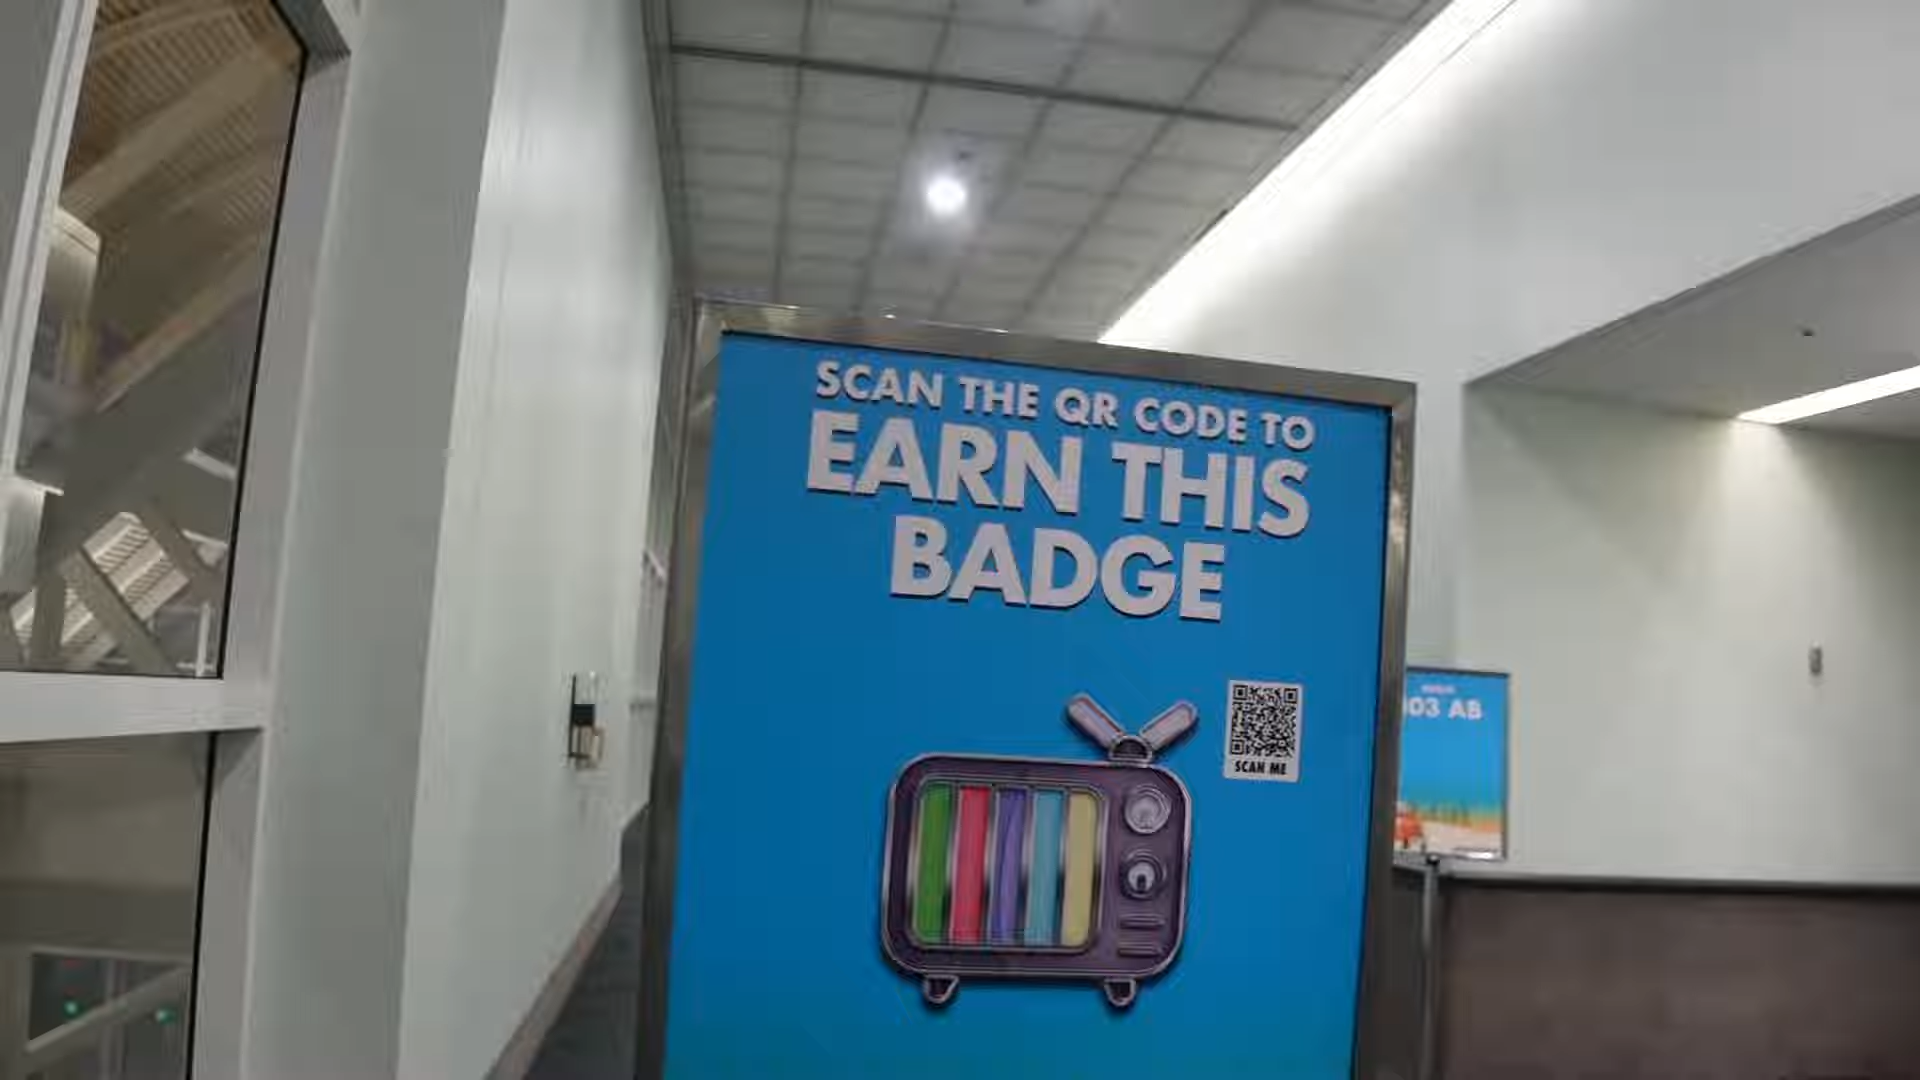 SCAN THE QR CODE TO
EARN THIS
BADGE
SCAN ME
03 AB